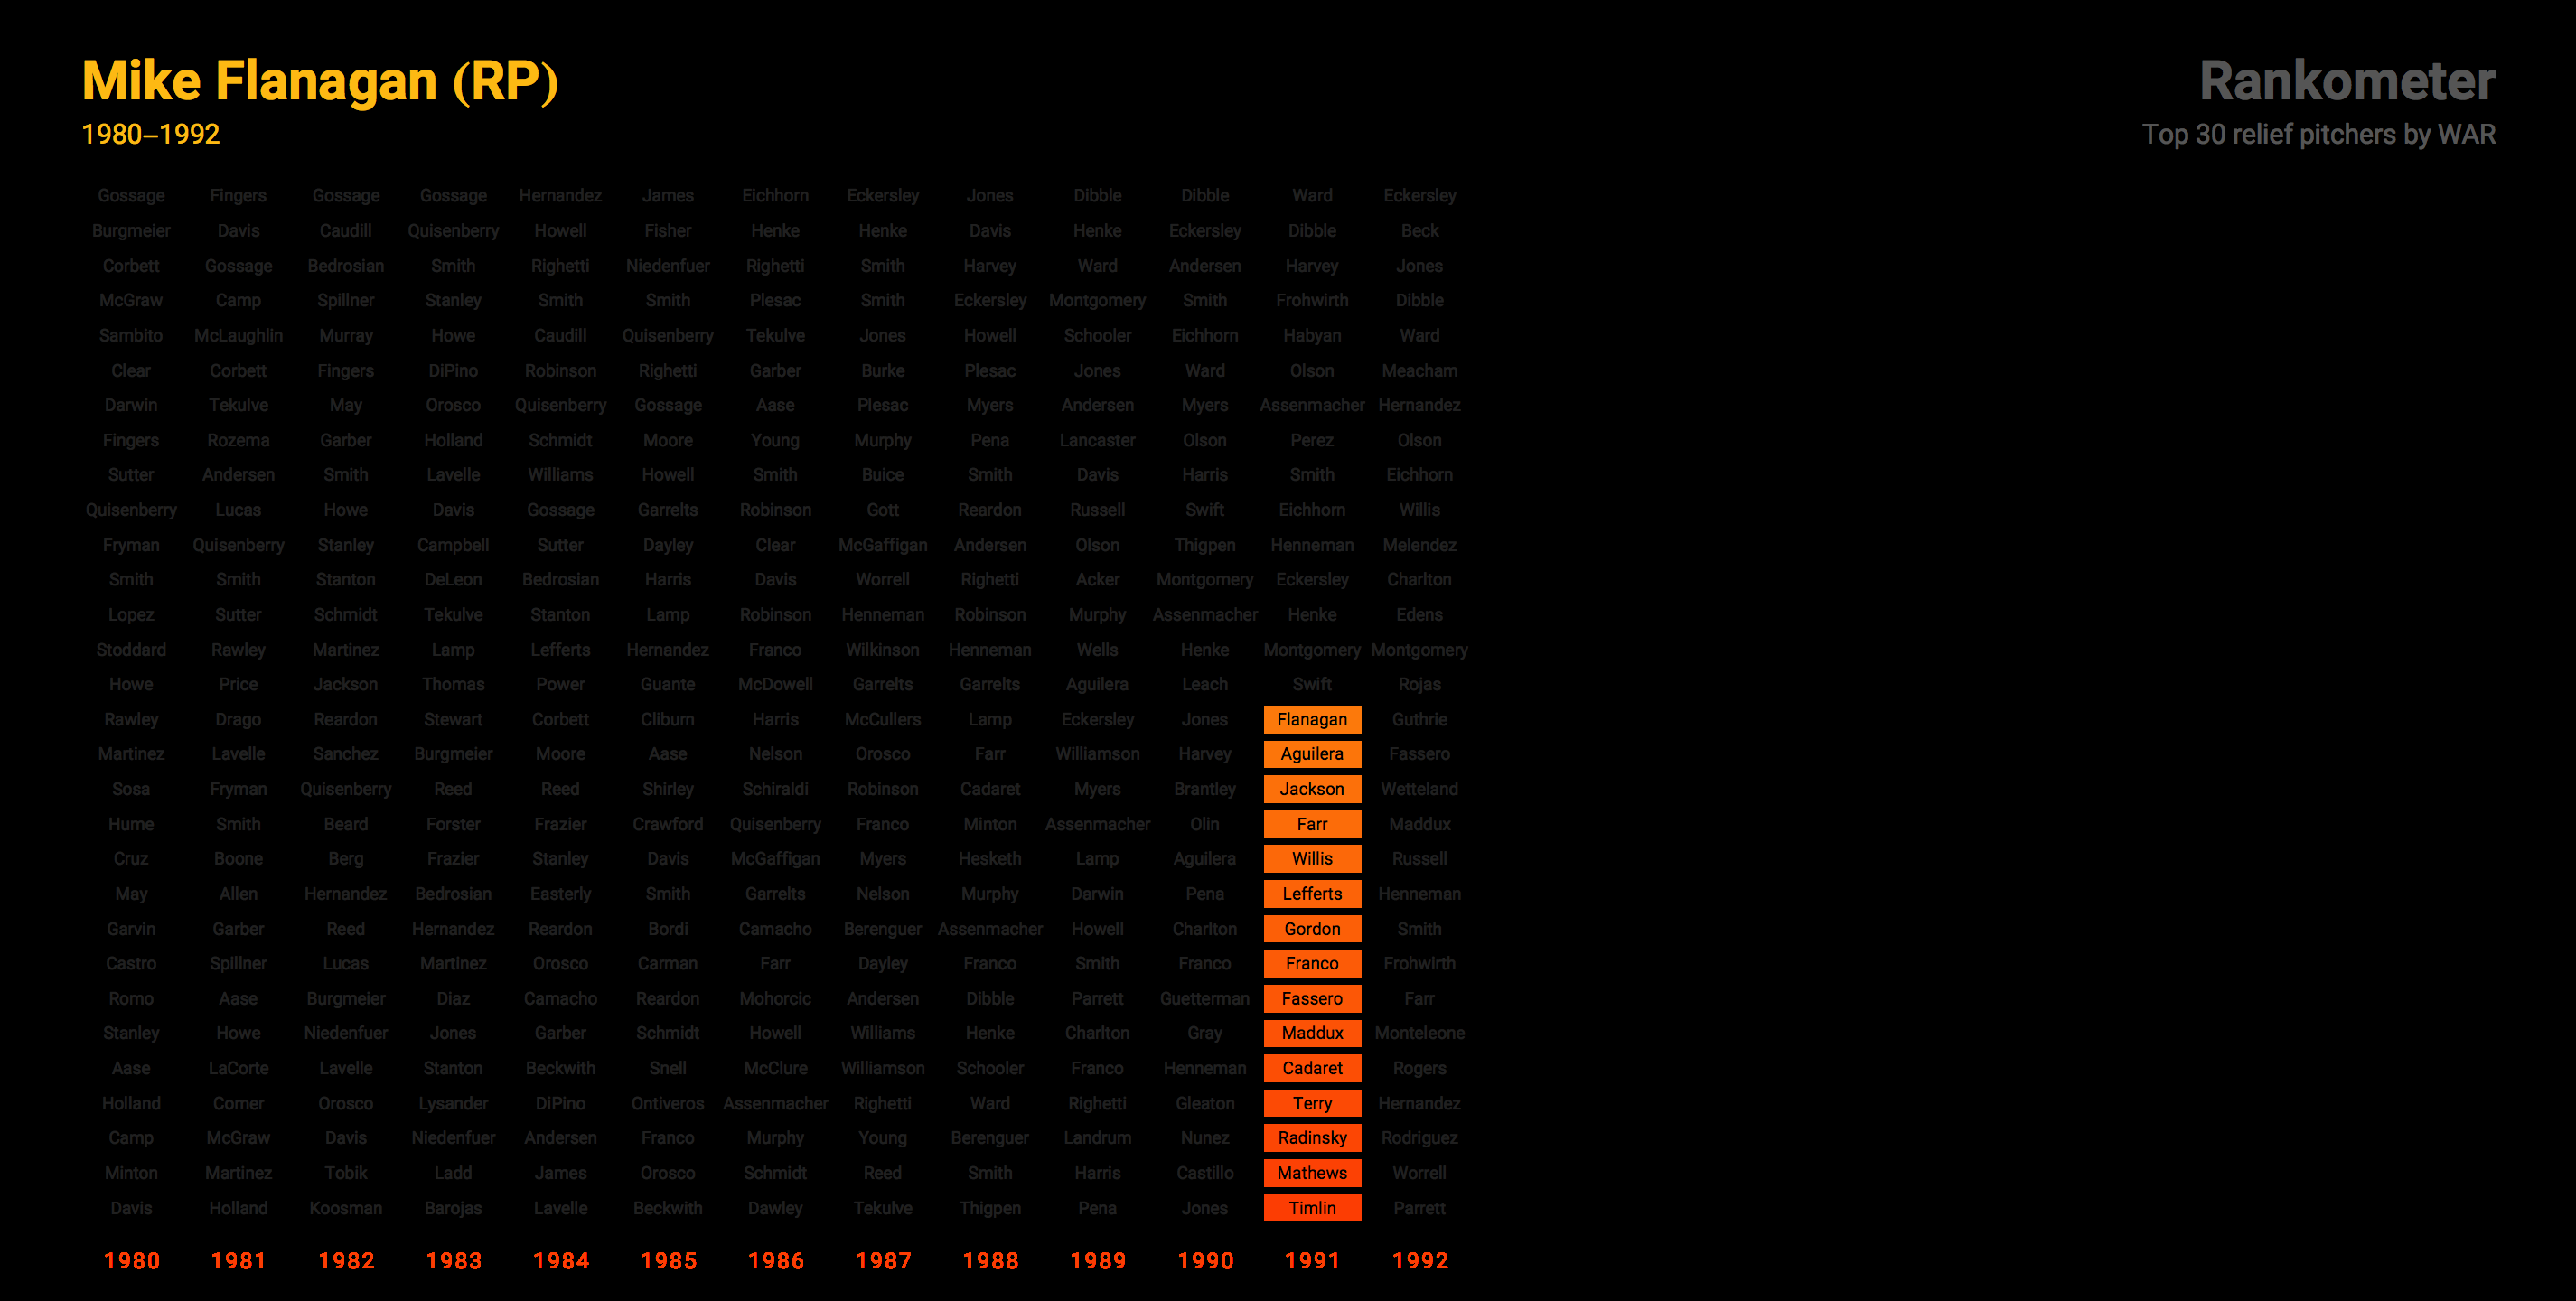 Mike Flanagan (RP)
1980–1992
Rankometer
Top 30 relief pitchers by WAR
Gossage Fingers Gossage Gossage Hernandez James Eichhorn Eckersley Jones Dibble Dibble Ward Eckersley
Burgmeier Davis Caudill Quisenberry Howell Fisher Henke Henke Davis Henke Eckersley Dibble Beck
Corbett Gossage Bedrosian Smith Righetti Niedenfuer Righetti Smith Harvey Ward Andersen Harvey Jones
McGraw Camp Spillner Stanley Smith Smith Plesac Smith Eckersley Montgomery Smith Frohwirth Dibble
Sambito McLaughlin Murray Howe Caudill Quisenberry Tekulve Jones Howell Schooler Eichhorn Habyan Ward
Clear Corbett Fingers DiPino Robinson Righetti Garber Burke Plesac Jones Ward Olson Meacham
Darwin Tekulve May Orosco Quisenberry Gossage Aase Plesac Myers Andersen Myers Assenmacher Hernandez
Fingers Rozema Garber Holland Schmidt Moore Young Murphy Pena Lancaster Olson Perez Olson
Sutter Andersen Smith Lavelle Williams Howell Smith Buice Smith Davis Harris Smith Eichhorn
Quisenberry Lucas Howe Davis Gossage Garrelts Robinson Gott Reardon Russell Swift Eichhorn Willis
Fryman Quisenberry Stanley Campbell Sutter Dayley Clear McGaffigan Andersen Olson Thigpen Henneman Melendez
Smith Smith Stanton DeLeon Bedrosian Harris Davis Worrell Righetti Acker Montgomery Eckersley Charlton
Lopez Sutter Schmidt Tekulve Stanton Lamp Robinson Henneman Robinson Murphy Assenmacher Henke Edens
Stoddard Rawley Martinez Lamp Lefferts Hernandez Franco Wilkinson Henneman Wells Henke Montgomery Montgomery
Howe Price Jackson Thomas Power Guante McDowell Garrelts Garrelts Aguilera Leach Swift Rojas
Rawley Drago Reardon Stewart Corbett Cliburn Harris McCullers Lamp Eckersley Jones Flanagan Guthrie
Martinez Lavelle Sanchez Burgmeier Moore Aase Nelson Orosco Farr Williamson Harvey Aguilera Fassero
Sosa Fryman Quisenberry Reed Reed Shirley Schiraldi Robinson Cadaret Myers Brantley Jackson Wetteland
Hume Smith Beard Forster Frazier Crawford Quisenberry Franco Minton Assenmacher Olin Farr Maddux
Cruz Boone Berg Frazier Stanley Davis McGaffigan Myers Hesketh Lamp Aguilera Willis Russell
May Allen Hernandez Bedrosian Easterly Smith Garrelts Nelson Murphy Darwin Pena Lefferts Henneman
Garvin Garber Reed Hernandez Reardon Bordi Camacho Berenguer Assenmacher Howell Charlton Gordon Smith
Castro Spillner Lucas Martinez Orosco Carman Farr Dayley Franco Smith Franco Franco Frohwirth
Romo Aase Burgmeier Diaz Camacho Reardon Mohorcic Andersen Dibble Parrett Guetterman Fassero Farr
Stanley Howe Niedenfuer Jones Garber Schmidt Howell Williams Henke Charlton Gray Maddux Monteleone
Aase LaCorte Lavelle Stanton Beckwith Snell McClure Williamson Schooler Franco Henneman Cadaret Rogers
Holland Comer Orosco Lysander DiPino Ontiveros Assenmacher Righetti Ward Righetti Gleaton Terry Hernandez
Camp McGraw Davis Niedenfuer Andersen Franco Murphy Young Berenguer Landrum Nunez Radinsky Rodriguez
Minton Martinez Tobik Ladd James Orosco Schmidt Reed Smith Harris Castillo Mathews Worrell
Davis Holland Koosman Barojas Lavelle Beckwith Dawley Tekulve Thigpen Pena Jones Timlin Parrett
1980 1981 1982 1983 1984 1985 1986 1987 1988 1989 1990 1991 1992